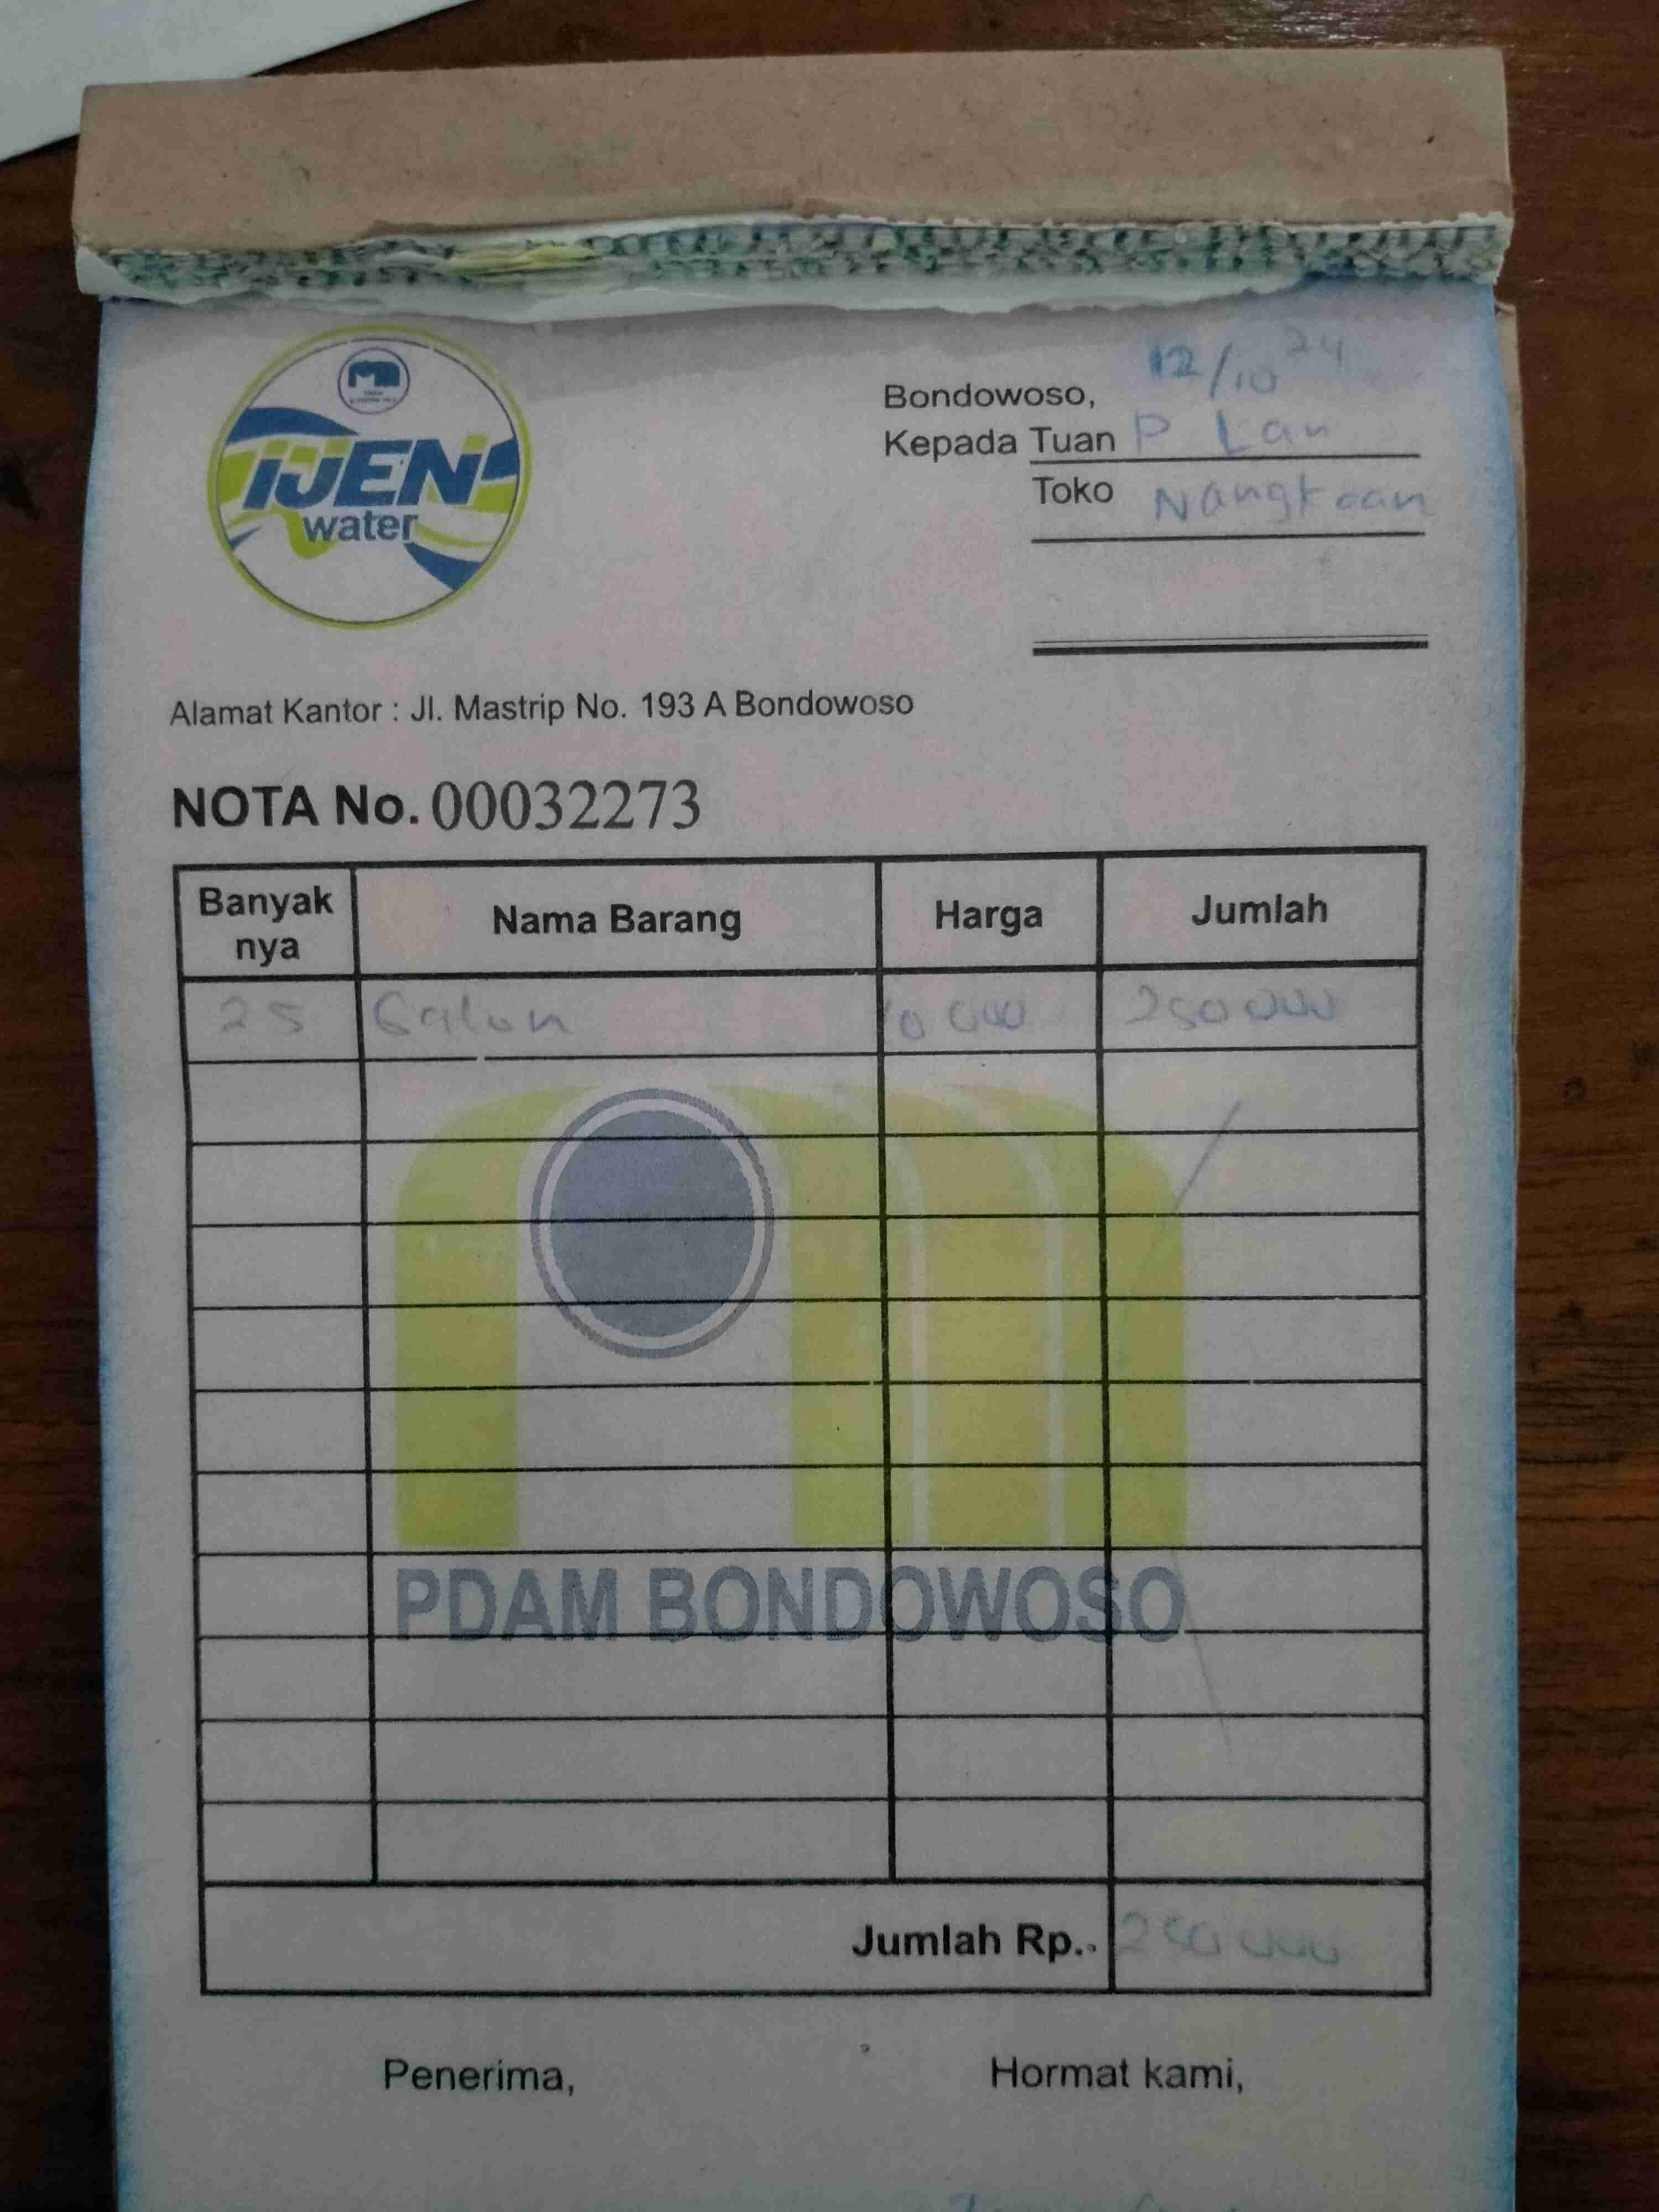 IJEN
water
Bondowoso, 12/10 24
Kepada Tuan P Lan
Toko Nangkaan
Alamat Kantor : Jl. Mastrip No. 193 A Bondowoso
NOTA No. 00032273
Banyak nya Nama Barang Harga Jumlah
25 Galon 10 000 250 000
PDAM BONDOWOSO
Jumlah Rp.. 250 000
Penerima, Hormat kami,